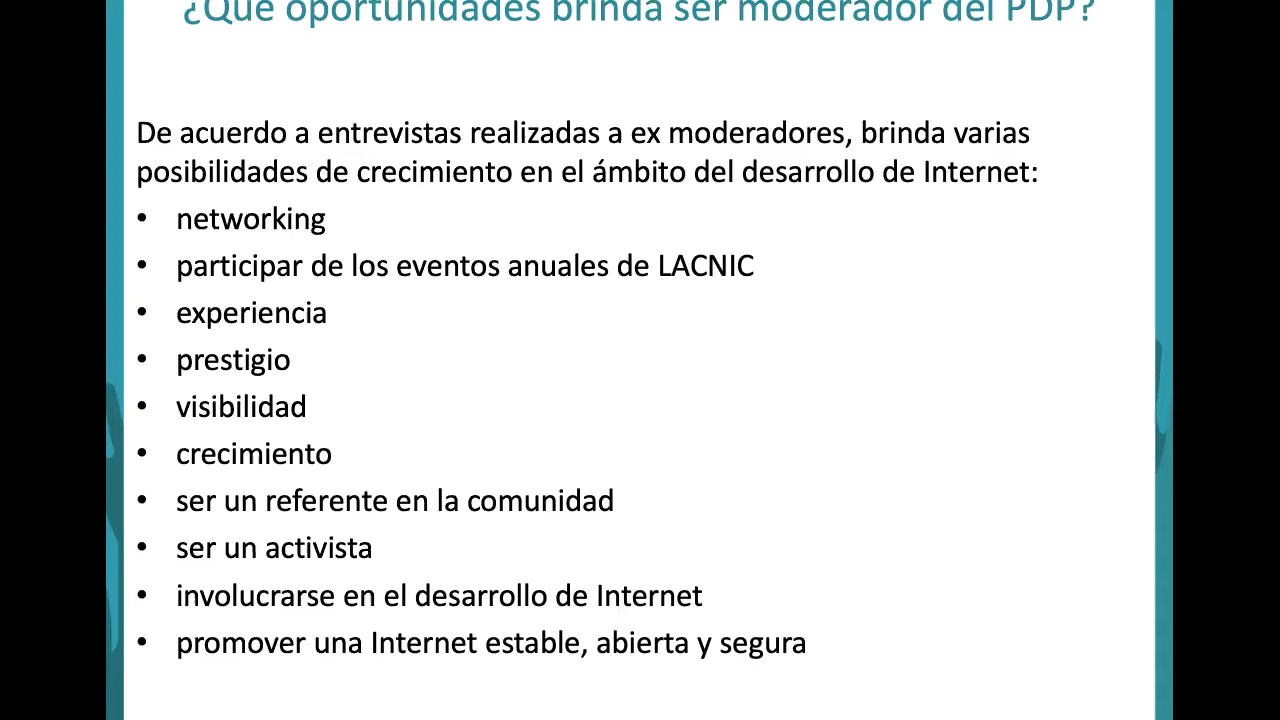 ¿Qué oportunidades brinda ser moderador del PDP?
De acuerdo a entrevistas realizadas a ex moderadores, brinda varias
posibilidades de crecimiento en el ámbito del desarrollo de Internet:
• networking
• participar de los eventos anuales de LACNIC
• experiencia
• prestigio
• visibilidad
• crecimiento
• ser un referente en la comunidad
• ser un activista
• involucrarse en el desarrollo de Internet
• promover una Internet estable, abierta y segura